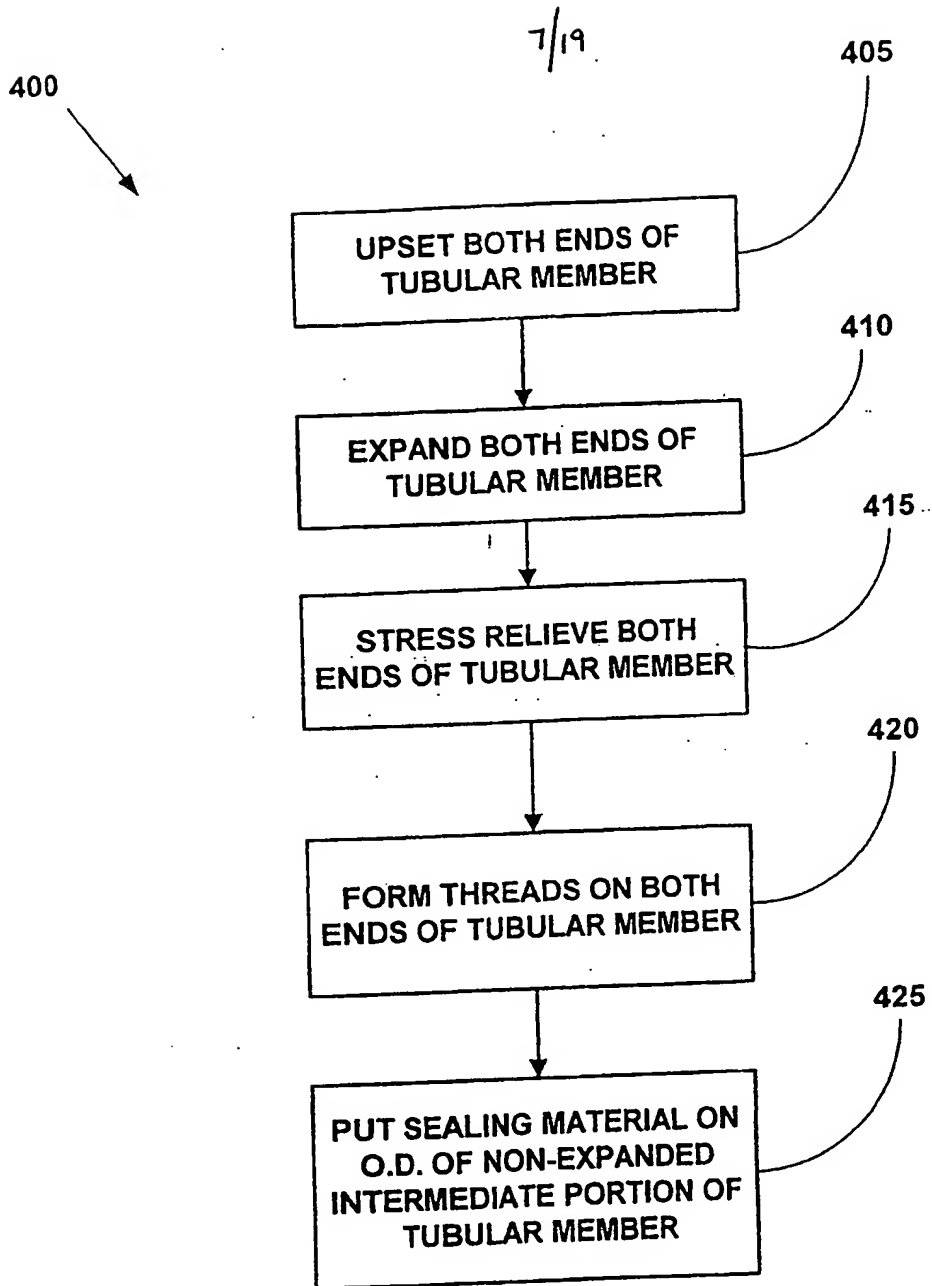 7/19
400
405
UPSET BOTH ENDS OF
TUBULAR MEMBER
410
EXPAND BOTH ENDS OF
TUBULAR MEMBER
415
STRESS RELIEVE BOTH
ENDS OF TUBULAR MEMBER
420
FORM THREADS ON BOTH
ENDS OF TUBULAR MEMBER
425
PUT SEALING MATERIAL ON
O.D. OF NON-EXPANDED
INTERMEDIATE PORTION OF
TUBULAR MEMBER